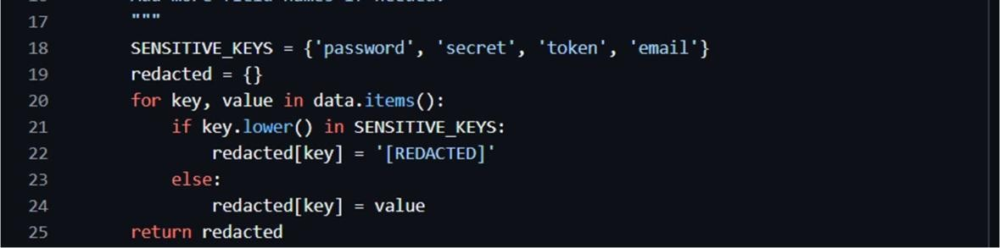 17 """
18 SENSITIVE_KEYS = {'password', 'secret', 'token', 'email'}
19 redacted = {}
20 for key, value in data.items():
21     if key.lower() in SENSITIVE_KEYS:
22         redacted[key] = '[REDACTED]'
23     else:
24         redacted[key] = value
25 return redacted